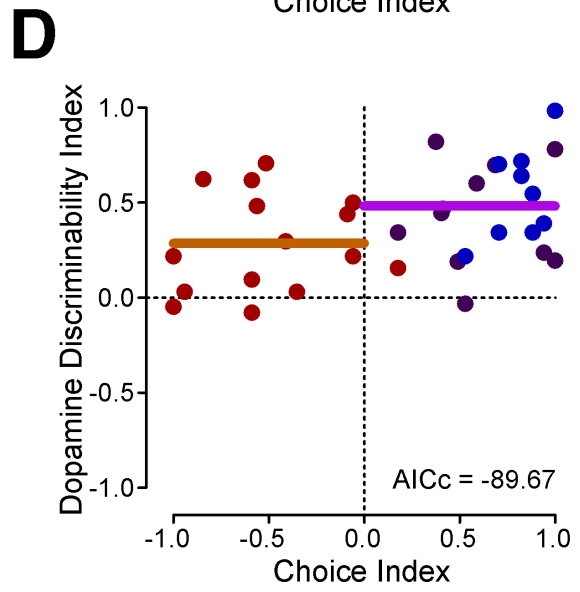 Choice Index
D
Dopamine Discriminability Index
1.0
0.5
0.0
-0.5
-1.0
AICc = -89.67
-1.0 -0.5 0.0 0.5 1.0
Choice Index